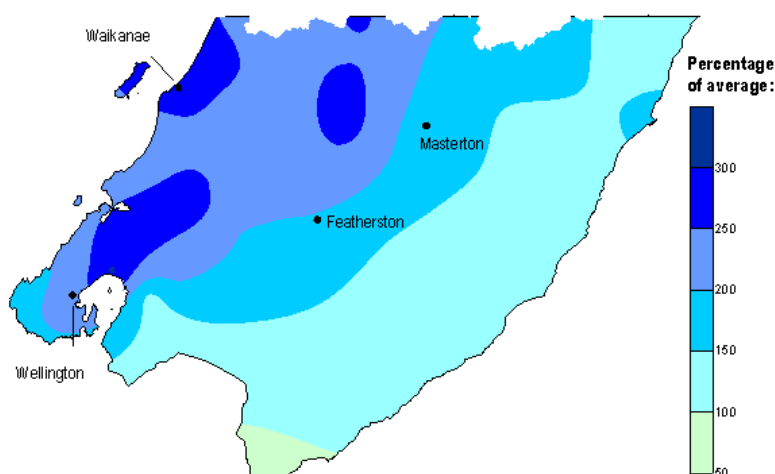 Waikanae
Percentage
of average:
Masterton
Featherston
Wellington
300
250
200
150
100
50